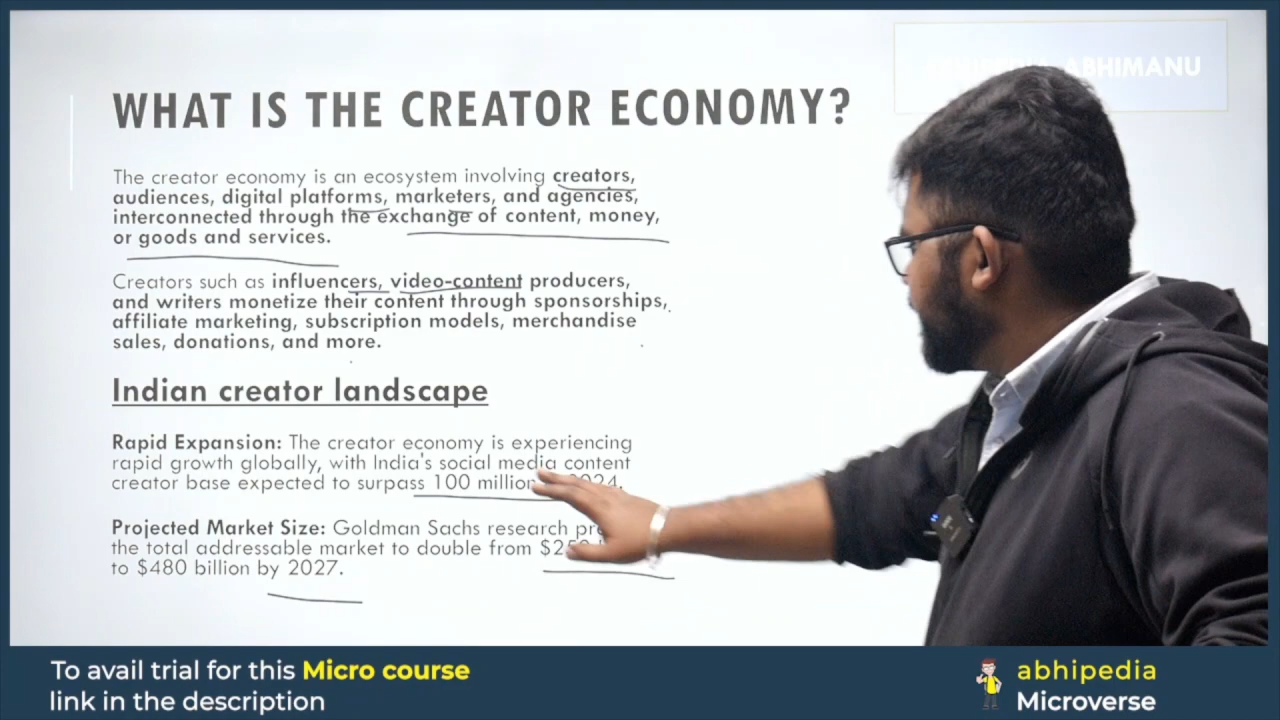 ABHIMANU
WHAT IS THE CREATOR ECONOMY?
The creator economy is an ecosystem involving creators,
audiences, digital platforms, marketers, and agencies,
interconnected through the exchange of content, money,
or goods and services.
Creators such as influencers, video-content producers,
and writers monetize their content through sponsorships,
affiliate marketing, subscription models, merchandise
sales, donations, and more.
Indian creator landscape
Rapid Expansion: The creator economy is experiencing
rapid growth globally, with India's social media content
creator base expected to surpass 100 million
Projected Market Size: Goldman Sachs research
the total addressable market to double from
to $480 billion by 2027.
To avail trial for this Micro course
link in the description
abhipedia
Microverse